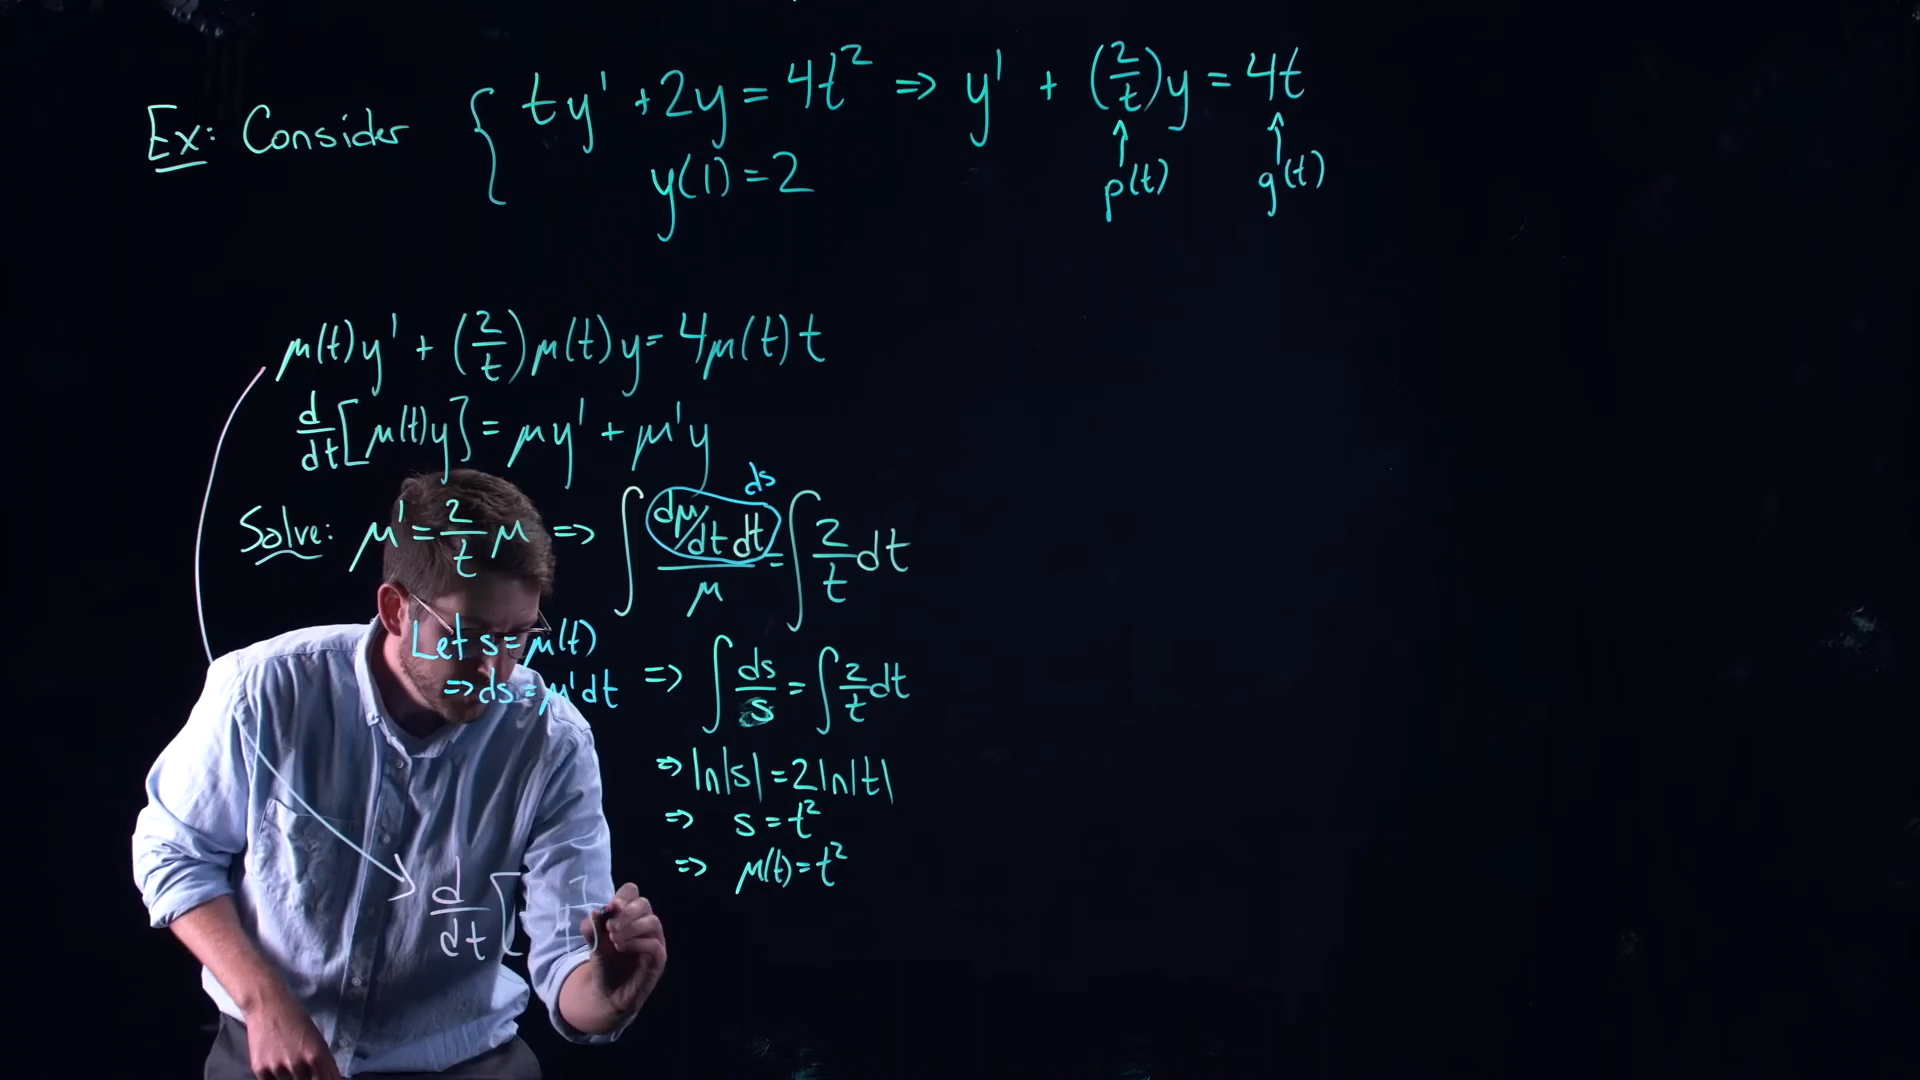 Ex: Consider { ty' + 2y = 4t² ⇒ y' + (2/t)y = 4t
y(1) = 2
↑ p(t) ↑ g(t)
μ(t)y' + (2/t)μ(t)y = 4μ(t)t
d/dt[μ(t)y] = μy' + μ'y
ds
Solve: μ' = 2/t μ ⇒ ∫ (dμ/dt dt)/μ = ∫ 2/t dt
Let s = μ(t)
⇒ ds = μ'dt ⇒ ∫ ds/s = ∫ 2/t dt
⇒ ln|s| = 2ln|t|
⇒ s = t²
⇒ μ(t) = t²
d/dt [